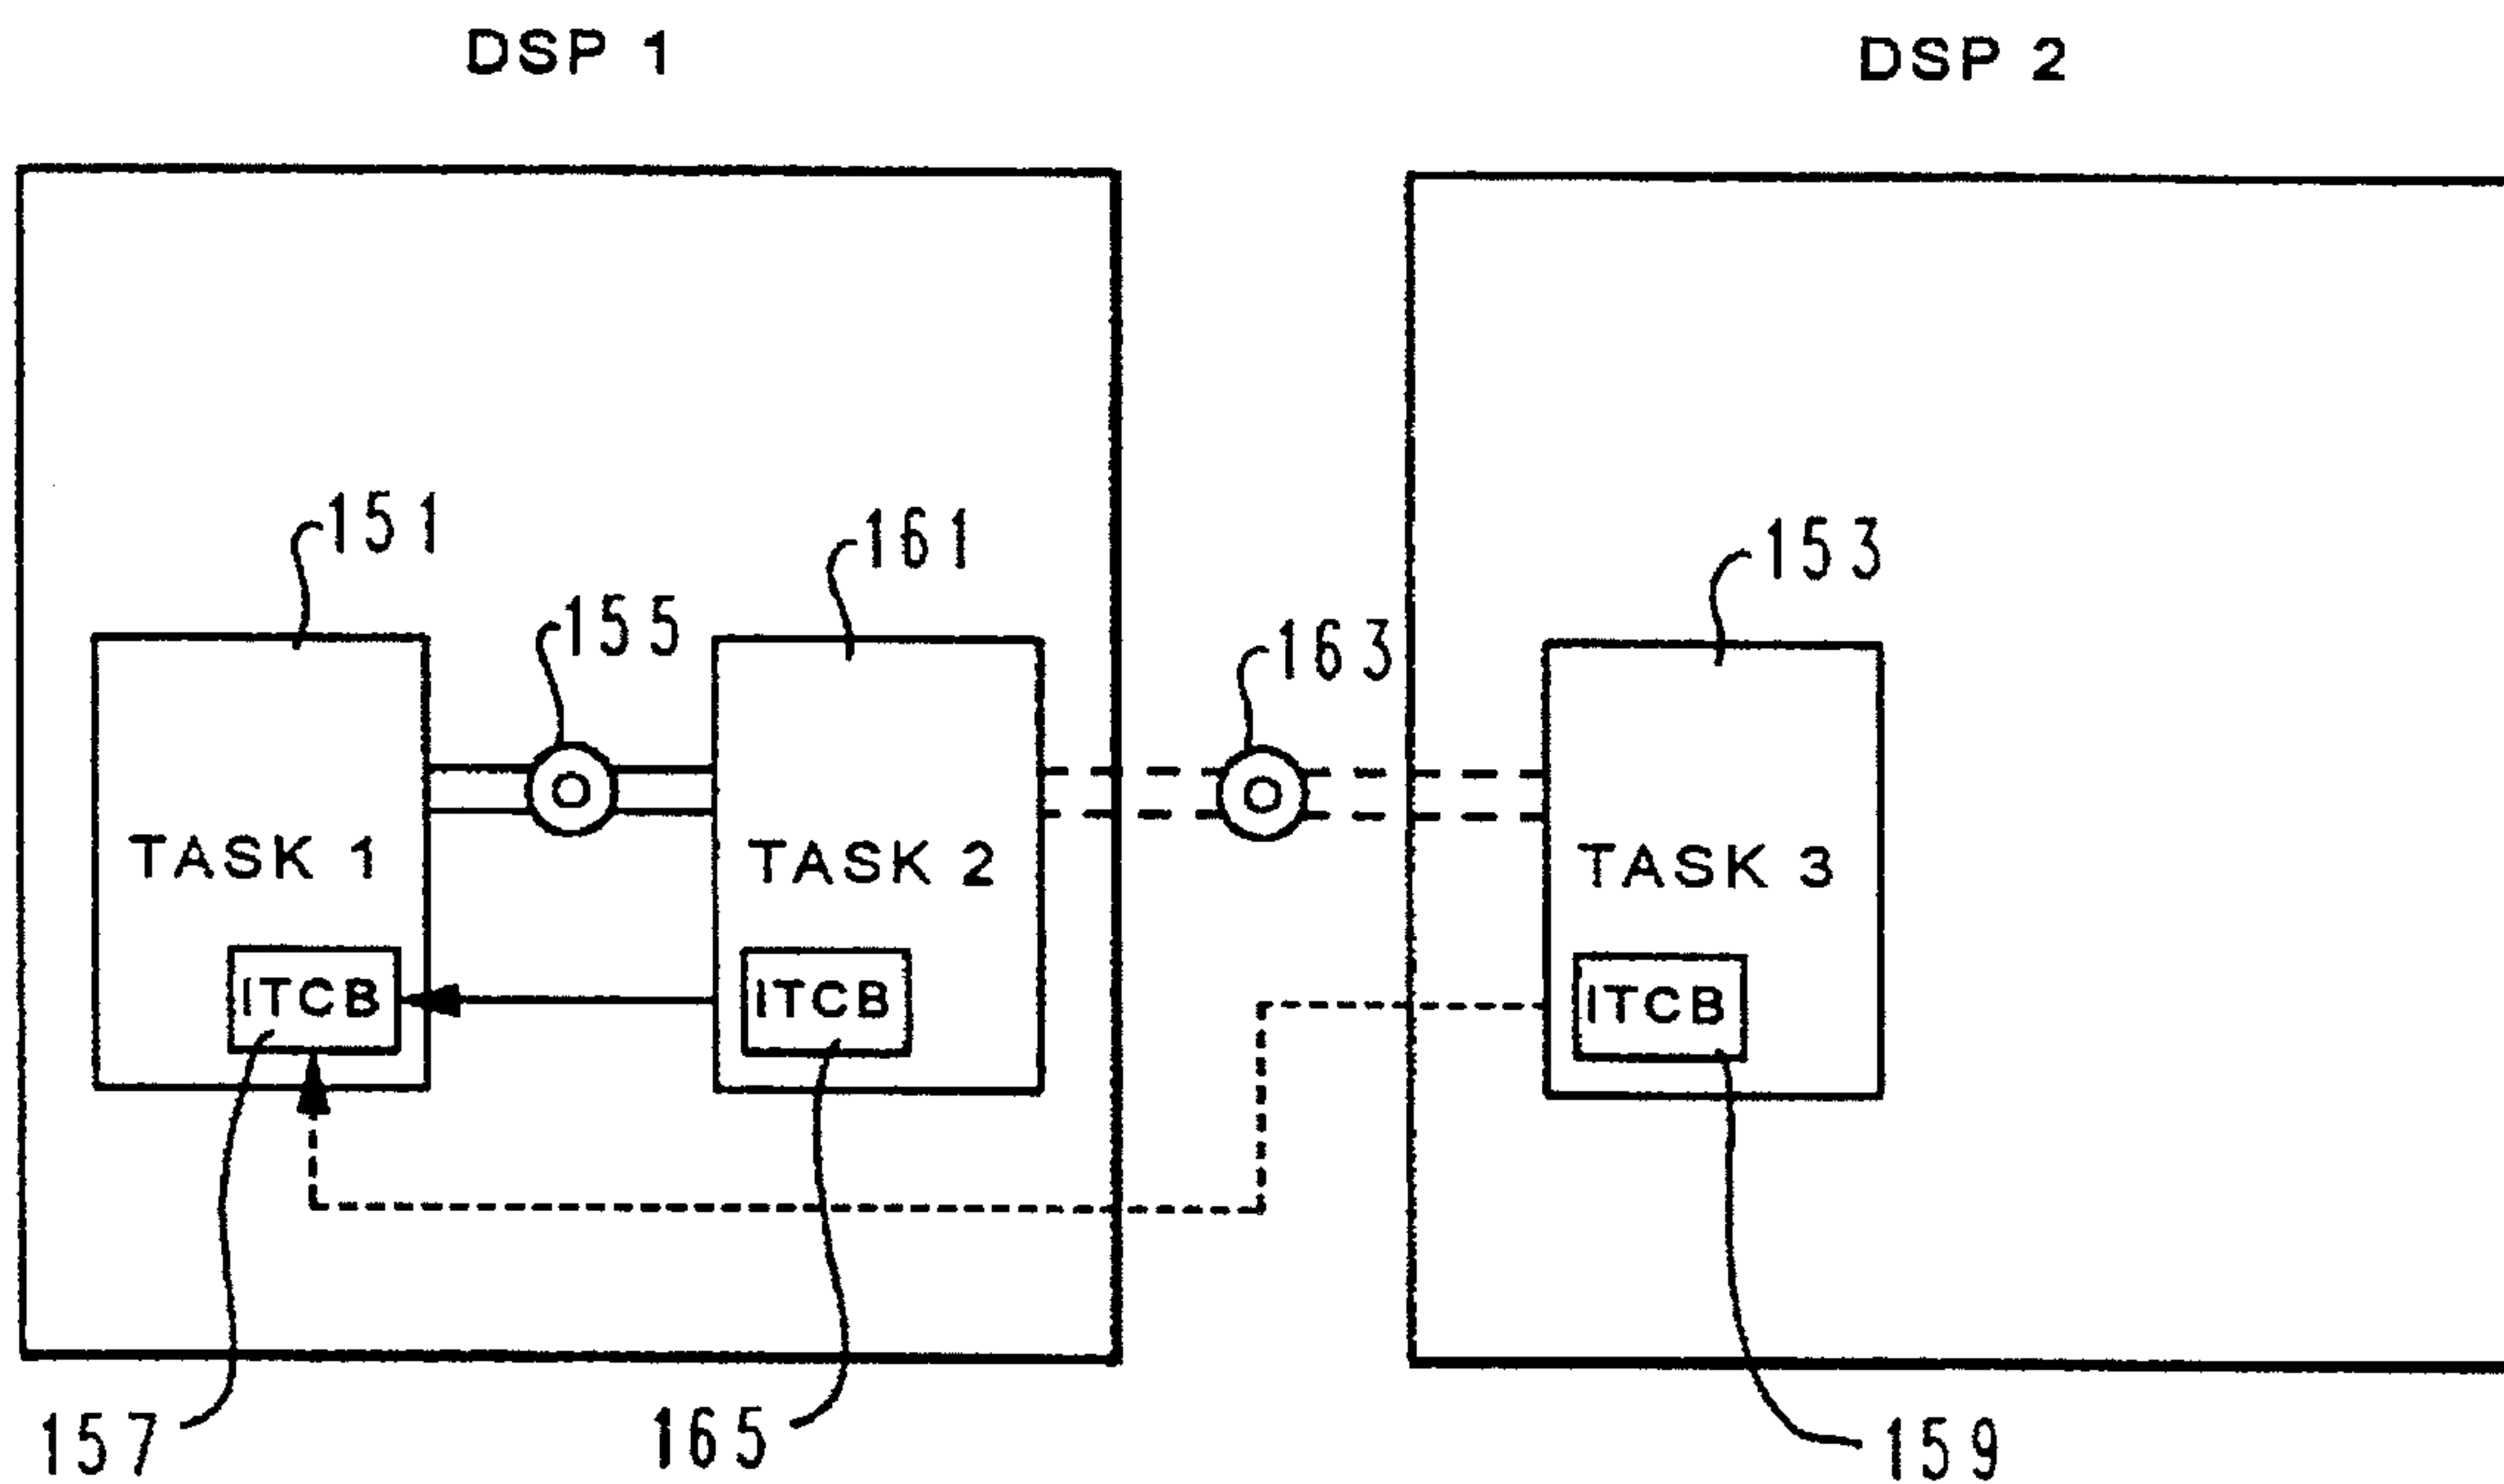 DSP 1
DSP 2
151
161
153
155
163
TASK 1
TASK 2
TASK 3
ITCB
ITCB
ITCB
157
165
159